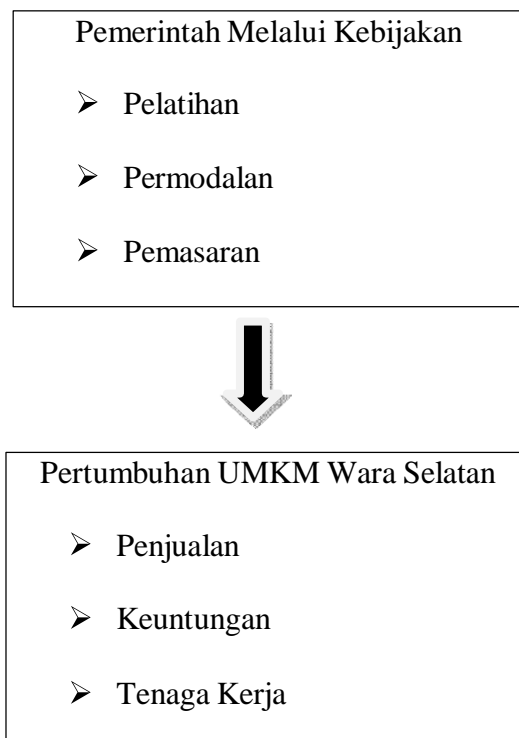 Pemerintah Melalui Kebijakan
➢ Pelatihan
➢ Permodalan
➢ Pemasaran
Pertumbuhan UMKM Wara Selatan
➢ Penjualan
➢ Keuntungan
➢ Tenaga Kerja